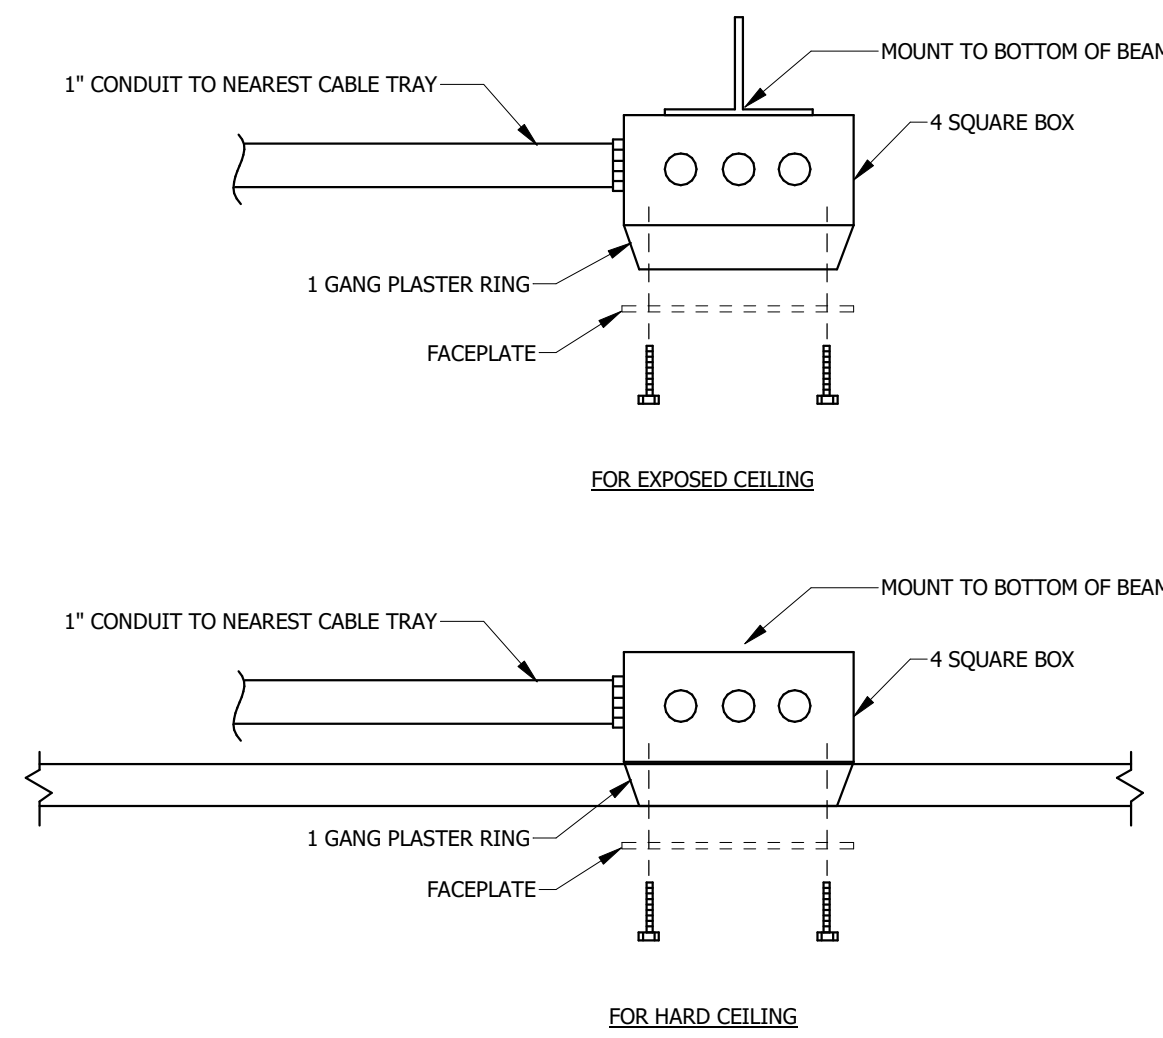 MOUNT TO BOTTOM OF
1" CONDUIT TO NEAREST CABLE TRAY
4 SQUARE BOX
1 GANG PLASTER RING
FACEPLATE
FOR EXPOSED CEILING
MOUNT TO BOTTOM OF
1" CONDUIT TO NEAREST CABLE TRAY
4 SQUARE BOX
1 GANG PLASTER RING
FACEPLATE
FOR HARD CEILING